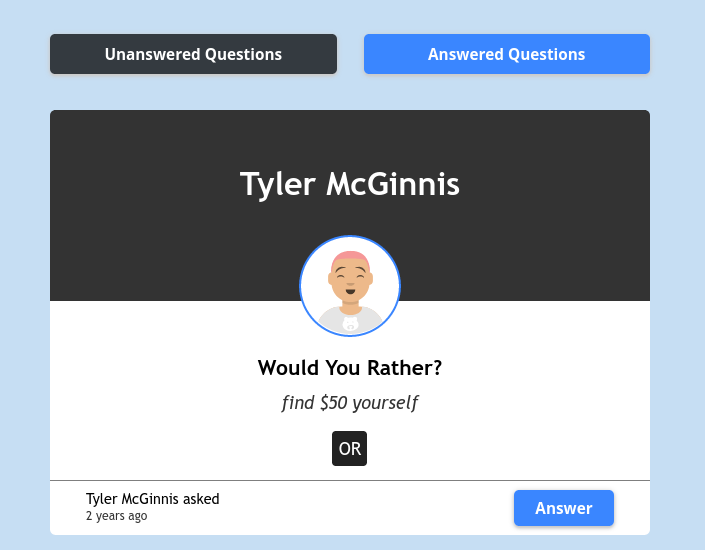 Unanswered Questions
Answered Questions
Tyler McGinnis
Would You Rather?
find $50 yourself
OR
Tyler McGinnis asked
2 years ago
Answer